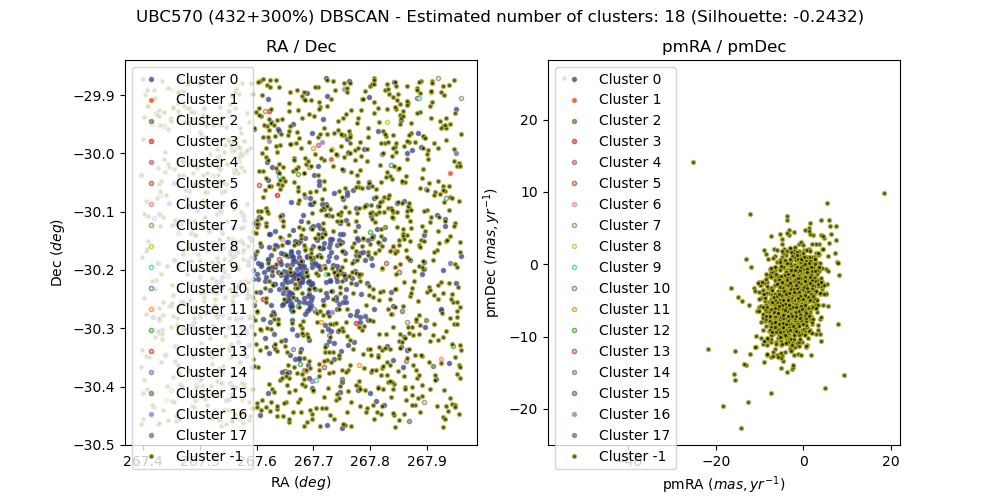 UBC570 (432+300%) DBSCAN - Estimated number of clusters: 18 (Silhouette: -0.2432)
RA / Dec
Dec (deg)
−29.9
−30.0
−30.1
−30.2
−30.3
−30.4
−30.5
Cluster 0
Cluster 1
Cluster 2
Cluster 3
Cluster 4
Cluster 5
Cluster 6
Cluster 7
Cluster 8
Cluster 9
Cluster 10
Cluster 11
Cluster 12
Cluster 13
Cluster 14
Cluster 15
Cluster 16
Cluster 17
Cluster -1
267.4
267.5
267.6
267.7
267.8
267.9
RA (deg)
pmRA / pmDec
pmDec (mas, yr⁻¹)
20
10
0
−10
−20
Cluster 0
Cluster 1
Cluster 2
Cluster 3
Cluster 4
Cluster 5
Cluster 6
Cluster 7
Cluster 8
Cluster 9
Cluster 10
Cluster 11
Cluster 12
Cluster 13
Cluster 14
Cluster 15
Cluster 16
Cluster 17
Cluster -1
−40
−20
0
20
pmRA (mas, yr⁻¹)